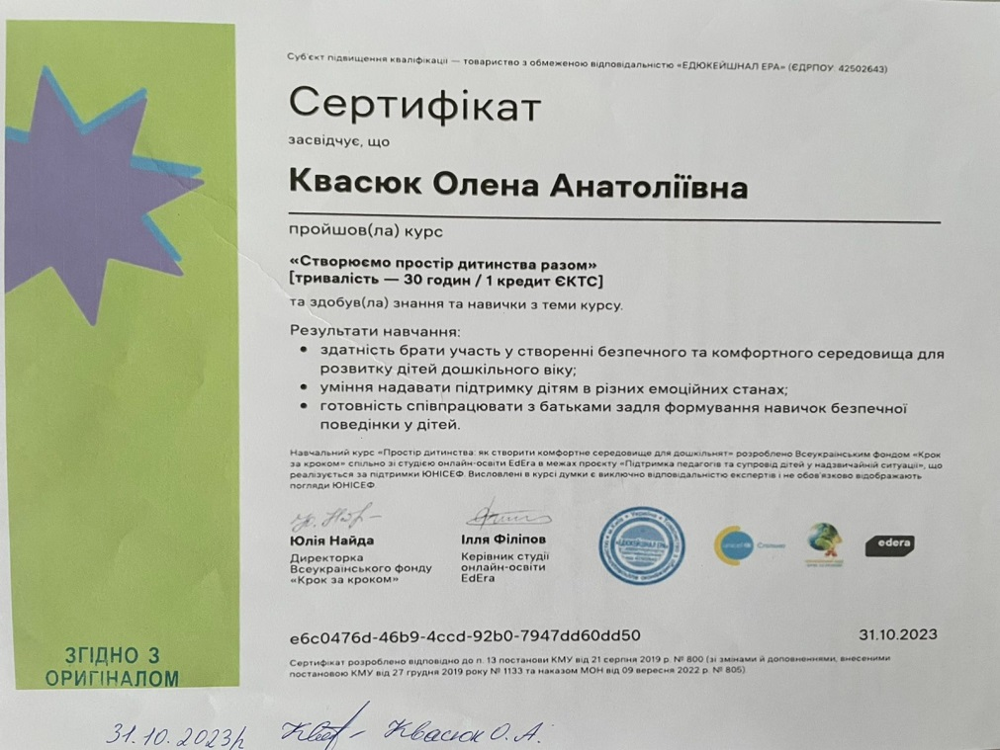 Суб'єкт підвищення кваліфікації — товариство з обмеженою відповідальністю «ЕДЮКЕЙШНАЛ ЕРА» (ЄДРПОУ: 42502643)
Сертифікат
засвідчує, що
Квасюк Олена Анатоліївна
пройшов(ла) курс
«Створюємо простір дитинства разом»
[тривалість — 30 годин / 1 кредит ЄКТС]
та здобув(ла) знання та навички з теми курсу.
Результати навчання:
• здатність брати участь у створенні безпечного та комфортного середовища для
розвитку дітей дошкільного віку;
• уміння надавати підтримку дітям в різних емоційних станах;
• готовність співпрацювати з батьками задля формування навичок безпечної
поведінки у дітей.
Навчальний курс «Простір дитинства: як створити комфортне середовище для дошкільнят» розроблено Всеукраїнським фондом «Крок
за кроком» спільно зі студією онлайн-освіти EdEra в межах проєкту «Підтримка педагогів та супровід дітей у надзвичайній ситуації», що
реалізується за підтримки ЮНІСЕФ. Висловлені в курсі думки є виключно відповідальністю експертів і не обов'язково відображають
погляди ЮНІСЕФ.
Юлія Найда
Директорка
Всеукраїнського фонду
«Крок за кроком»
Ілля Філіпов
Керівник студії
онлайн-освіти
EdEra
Україна
«ЕДЮКЕЙШНАЛ ЕРА»
unicef
Спільно
edera
e6c0476d-46b9-4ccd-92b0-7947dd60dd50
31.10.2023
Сертифікат розроблено відповідно до п. 13 постанови КМУ від 21 серпня 2019 р. № 800 (зі змінами й доповненнями, внесеними
постановою КМУ від 27 грудня 2019 року № 1133 та наказом МОН від 09 вересня 2022 р. № 805).
ЗГІДНО З
ОРИГІНАЛОМ
31.10.2023р Квасюк О.А.